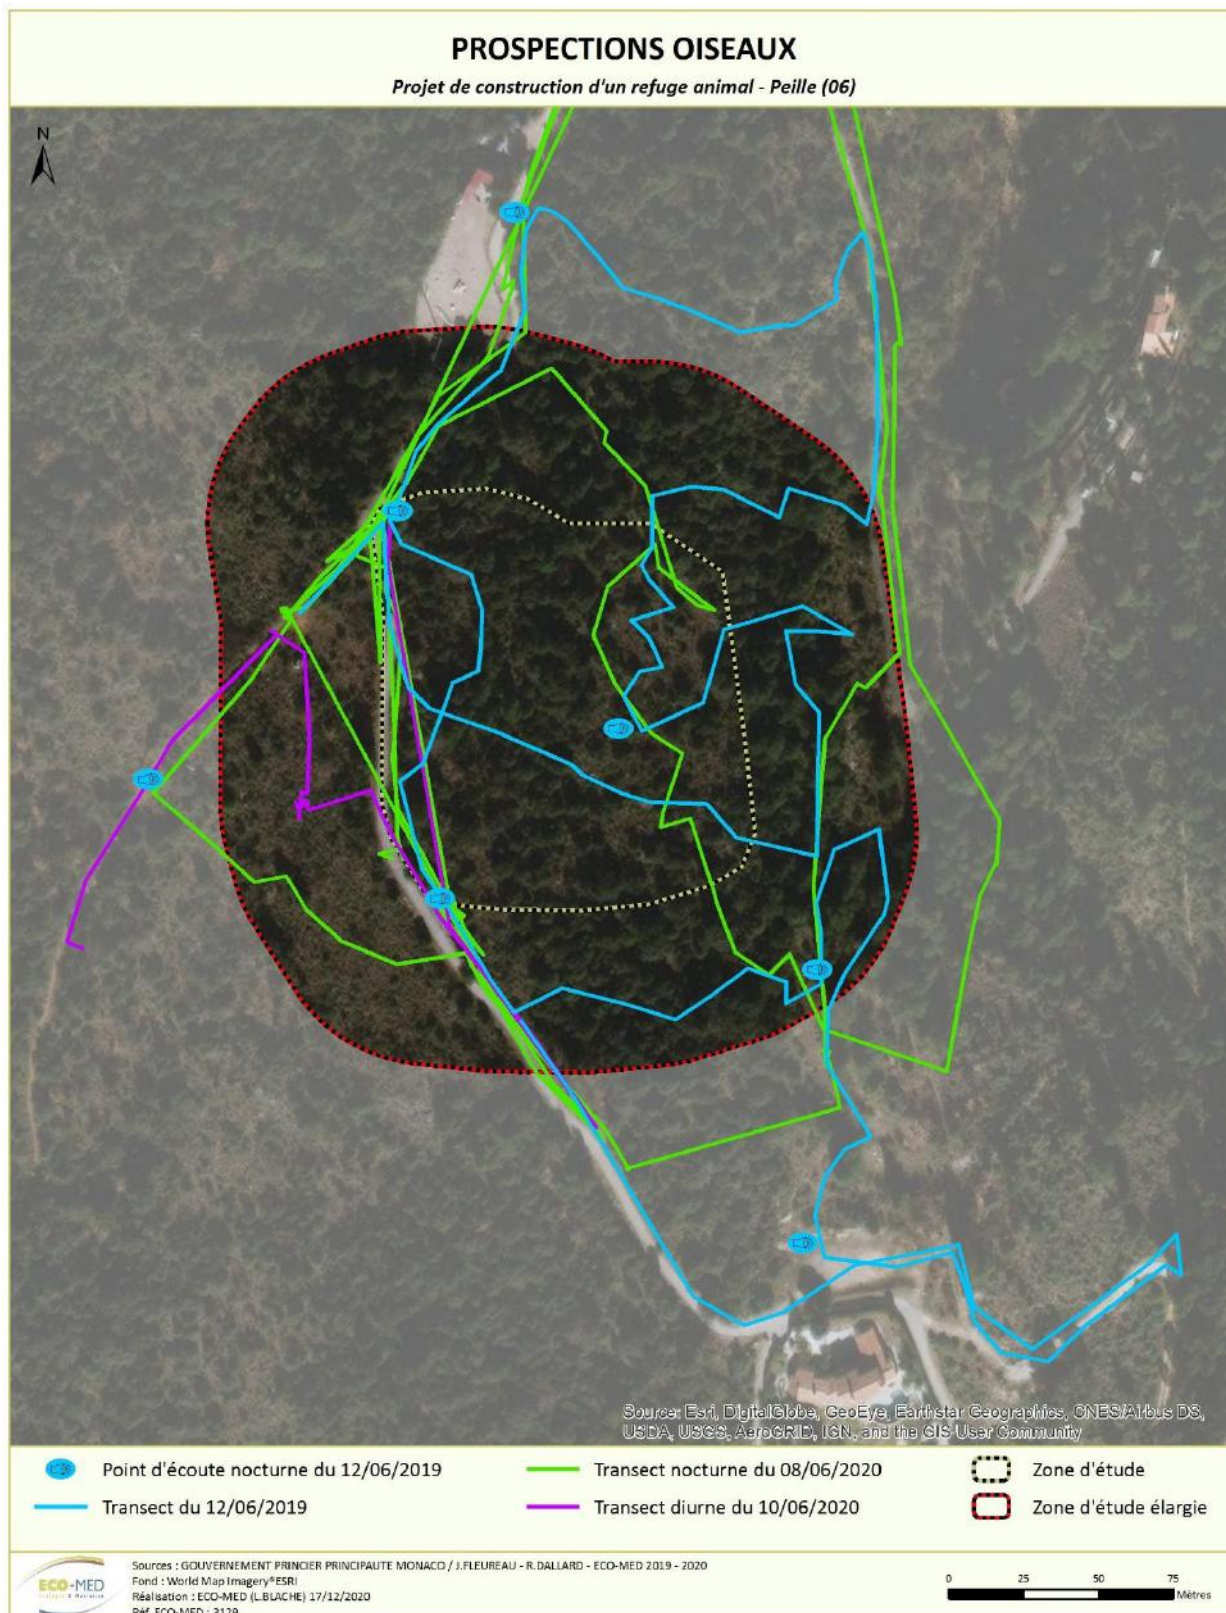 PROSPECTIONS OISEAUX
Projet de construction d'un refuge animal - Peille (06)
N
Source: Esri, DigitalGlobe, GeoEye, Earthstar Geographics, CNES/Airbus DS,
USDA, USGS, AeroGRID, IGN, and the GIS User Community
Point d'écoute nocturne du 12/06/2019
Transect nocturne du 08/06/2020
Zone d'étude
Transect du 12/06/2019
Transect diurne du 10/06/2020
Zone d'étude élargie
ECO-MED
Sources : GOUVERNEMENT PRINCIER PRINCIPAUTE MONACO / J.FLEUREAU - R.DALLARD - ECO-MED 2019 - 2020
Fond : World Map Imagery®ESRI
Réalisation : ECO-MED (L.BLACHE) 17/12/2020
Réf. ECO-MED : 3129
0 25 50 75
Mètres